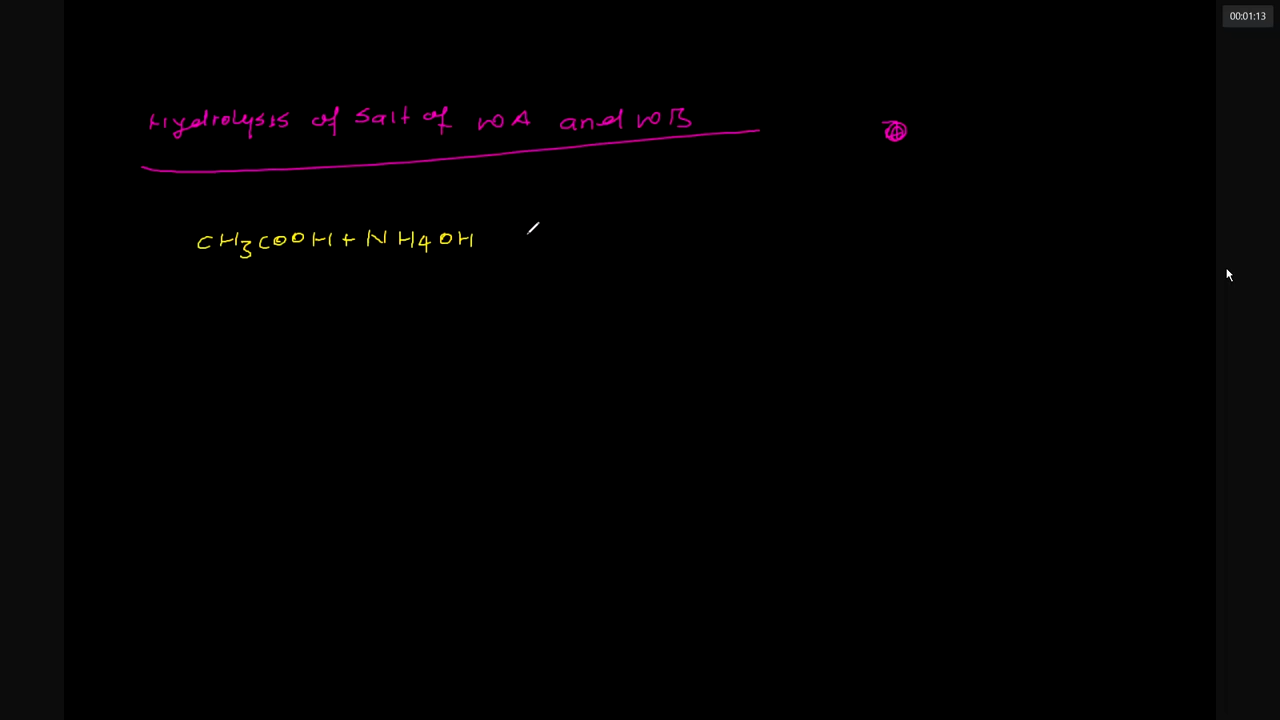 00:01:13
Hydrolysis of Salt of WA and WB
CH3COOH + NH4OH